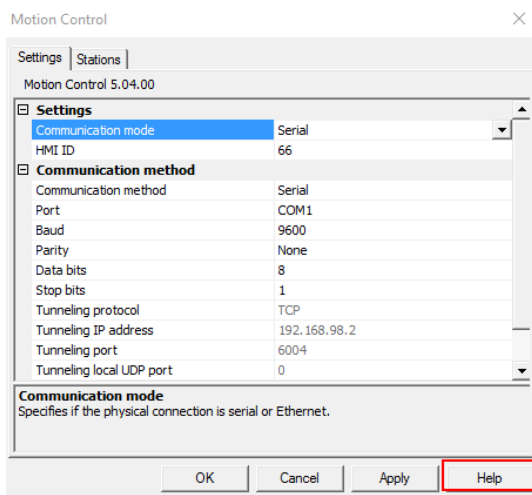 Motion Control
Settings Stations
Motion Control 5.04.00
Settings
Communication mode Serial
HMI ID 66
Communication method
Communication method Serial
Port COM1
Baud 9600
Parity None
Data bits 8
Stop bits 1
Tunneling protocol TCP
Tunneling IP address 192.168.98.2
Tunneling port 6004
Tunneling local UDP port 0
Communication mode
Specifies if the physical connection is serial or Ethernet.
OK Cancel Apply Help